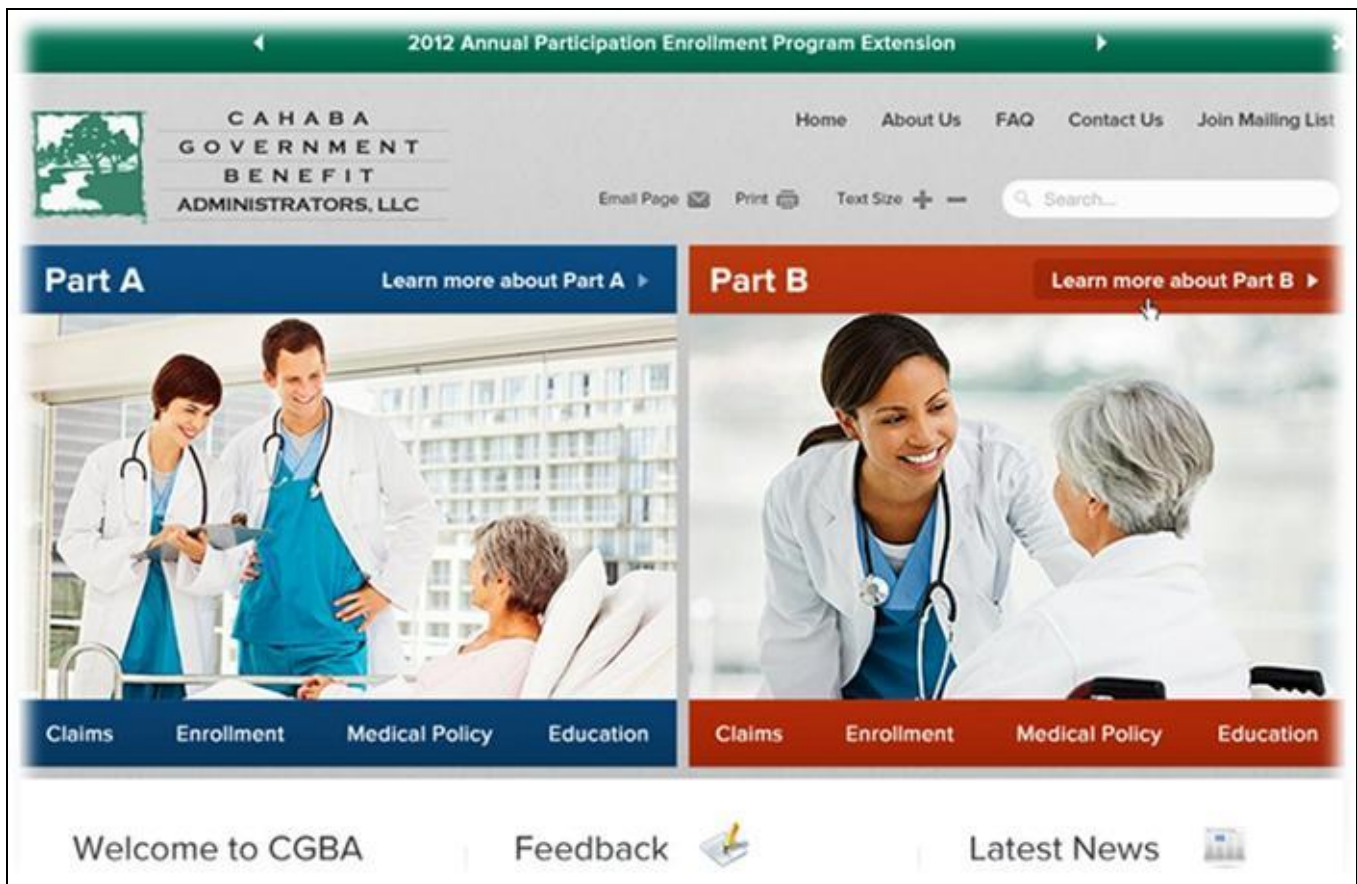 2012 Annual Participation Enrollment Program Extension
CAHABA
GOVERNMENT
BENEFIT
ADMINISTRATORS, LLC
Home About Us FAQ Contact Us Join Mailing List
Email Page Print Text Size
Search...
Part A Learn more about Part A
Part B Learn more about Part B
Claims Enrollment Medical Policy Education
Claims Enrollment Medical Policy Education
Welcome to CGBA
Feedback
Latest News